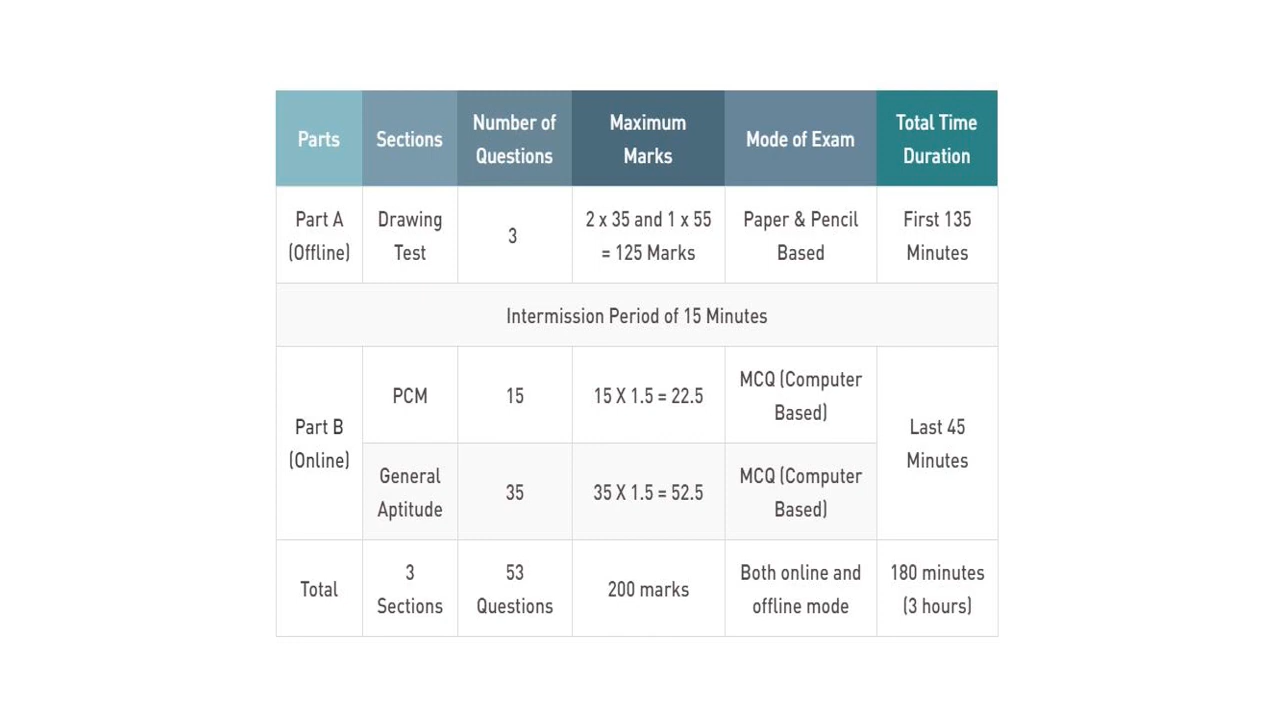 Parts
Sections
Number of
Questions
Maximum
Marks
Mode of Exam
Total Time
Duration
Part A
(Offline)
Drawing
Test
3
2 x 35 and 1 x 55
= 125 Marks
Paper & Pencil
Based
First 135
Minutes
Intermission Period of 15 Minutes
Part B
(Online)
PCM
15
15 X 1.5 = 22.5
MCQ (Computer
Based)
Last 45
Minutes
General
Aptitude
35
35 X 1.5 = 52.5
MCQ (Computer
Based)
Total
3
Sections
53
Questions
200 marks
Both online and
offline mode
180 minutes
(3 hours)